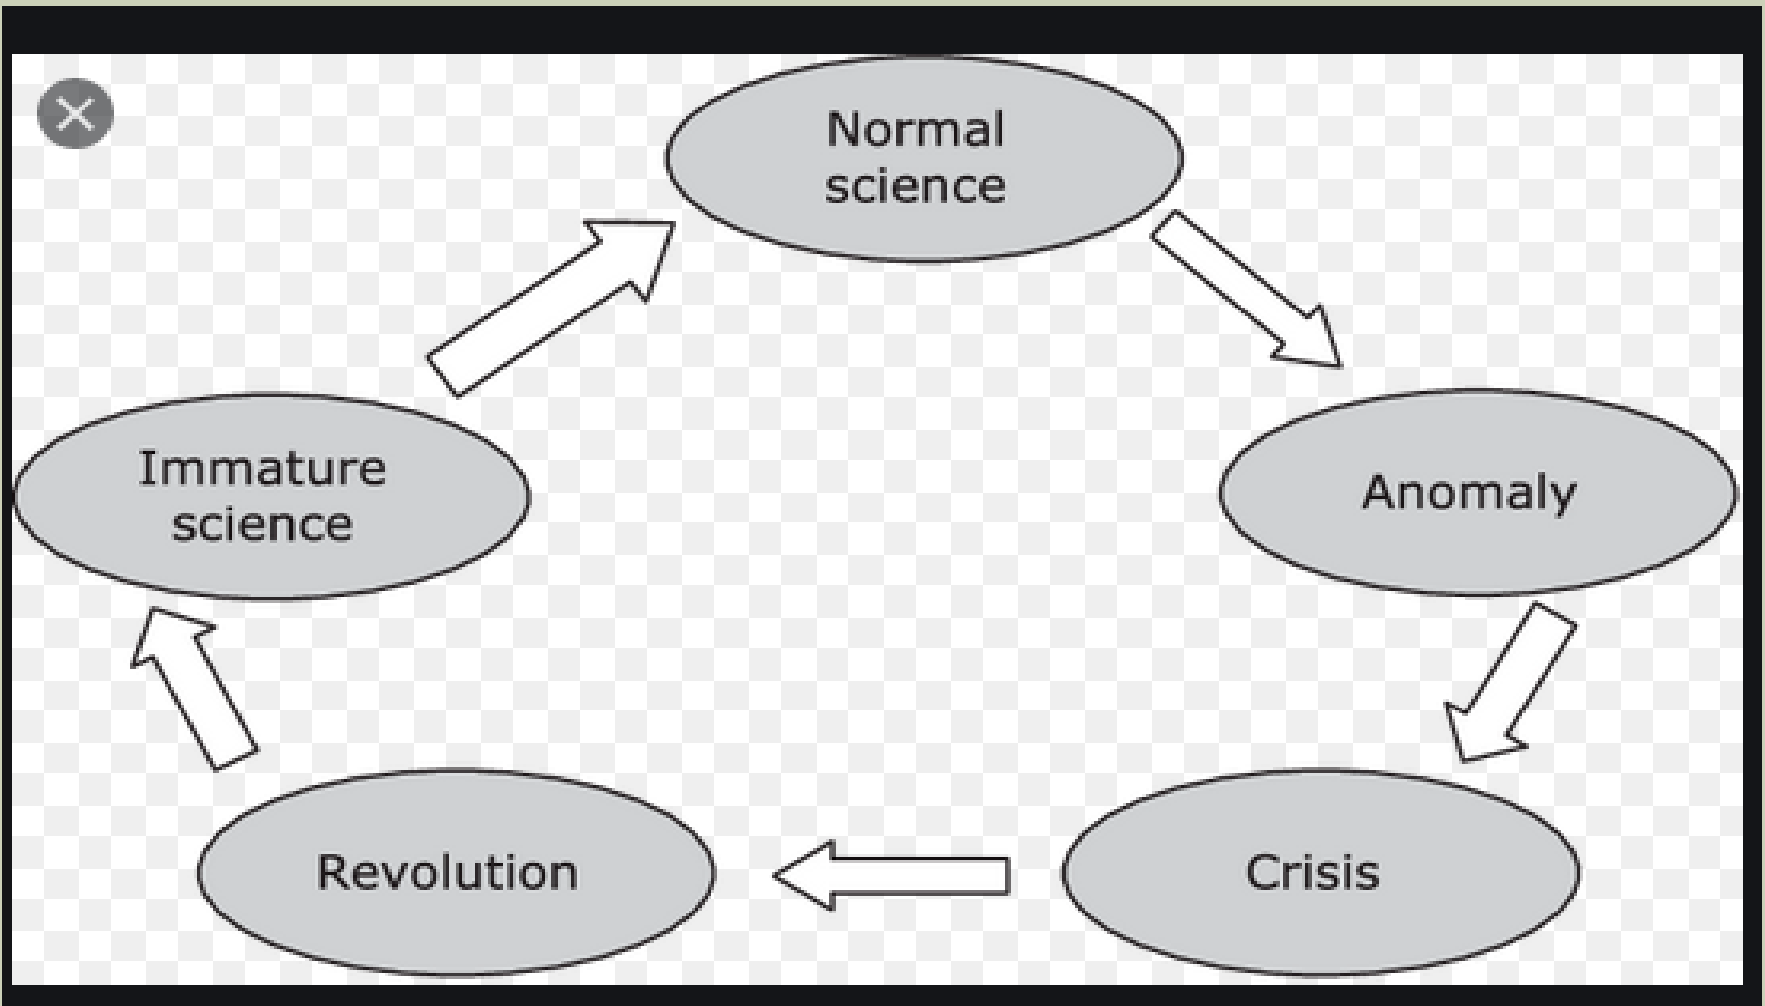 Normal
science
Immature
science
Anomaly
Revolution
Crisis